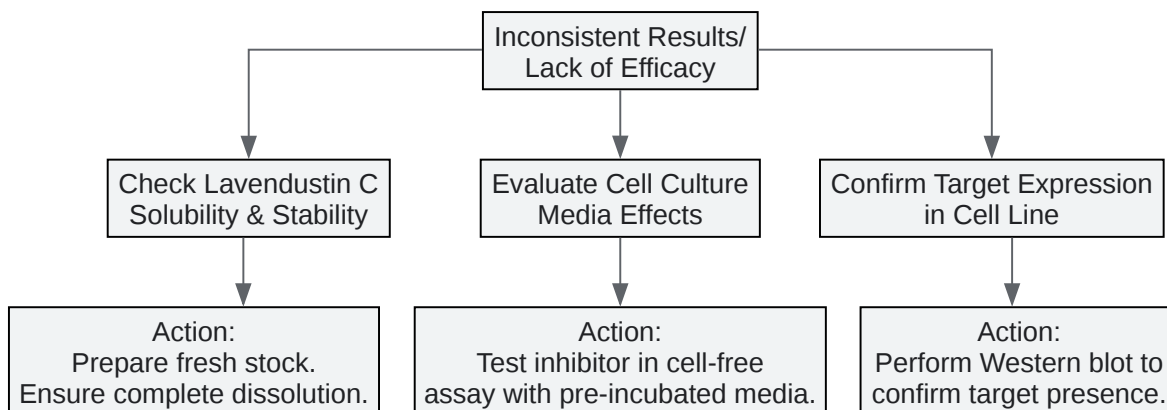 Inconsistent Results/
Lack of Efficacy
Check Lavendustin C
Solubility & Stability
Evaluate Cell Culture
Media Effects
Confirm Target Expression
in Cell Line
Action:
Prepare fresh stock.
Ensure complete dissolution.
Action:
Test inhibitor in cell-free
assay with pre-incubated media.
Action:
Perform Western blot to
confirm target presence.